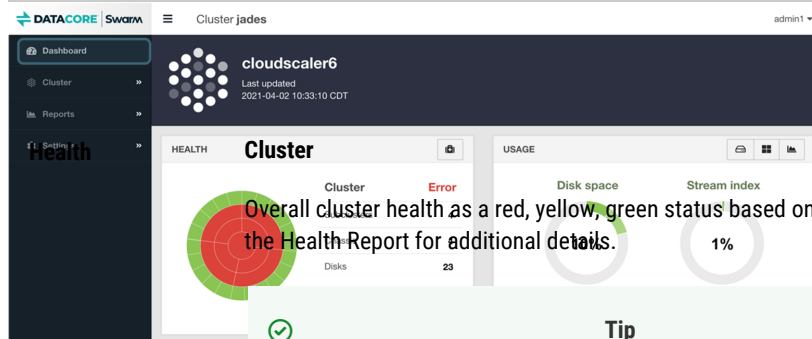 DATACORE Swarm
Cluster jades
admin1
Dashboard
cloudscaler6
Last updated
2021-04-02 10:33:10 CDT
Cluster
Reports
Settings
Health
HEALTH
Cluster
USAGE
Cluster Error
Disk space
Stream index
Overall cluster health as a red, yellow, green status based on
the Health Report for additional details.
10%
1%
Disks 23
Tip